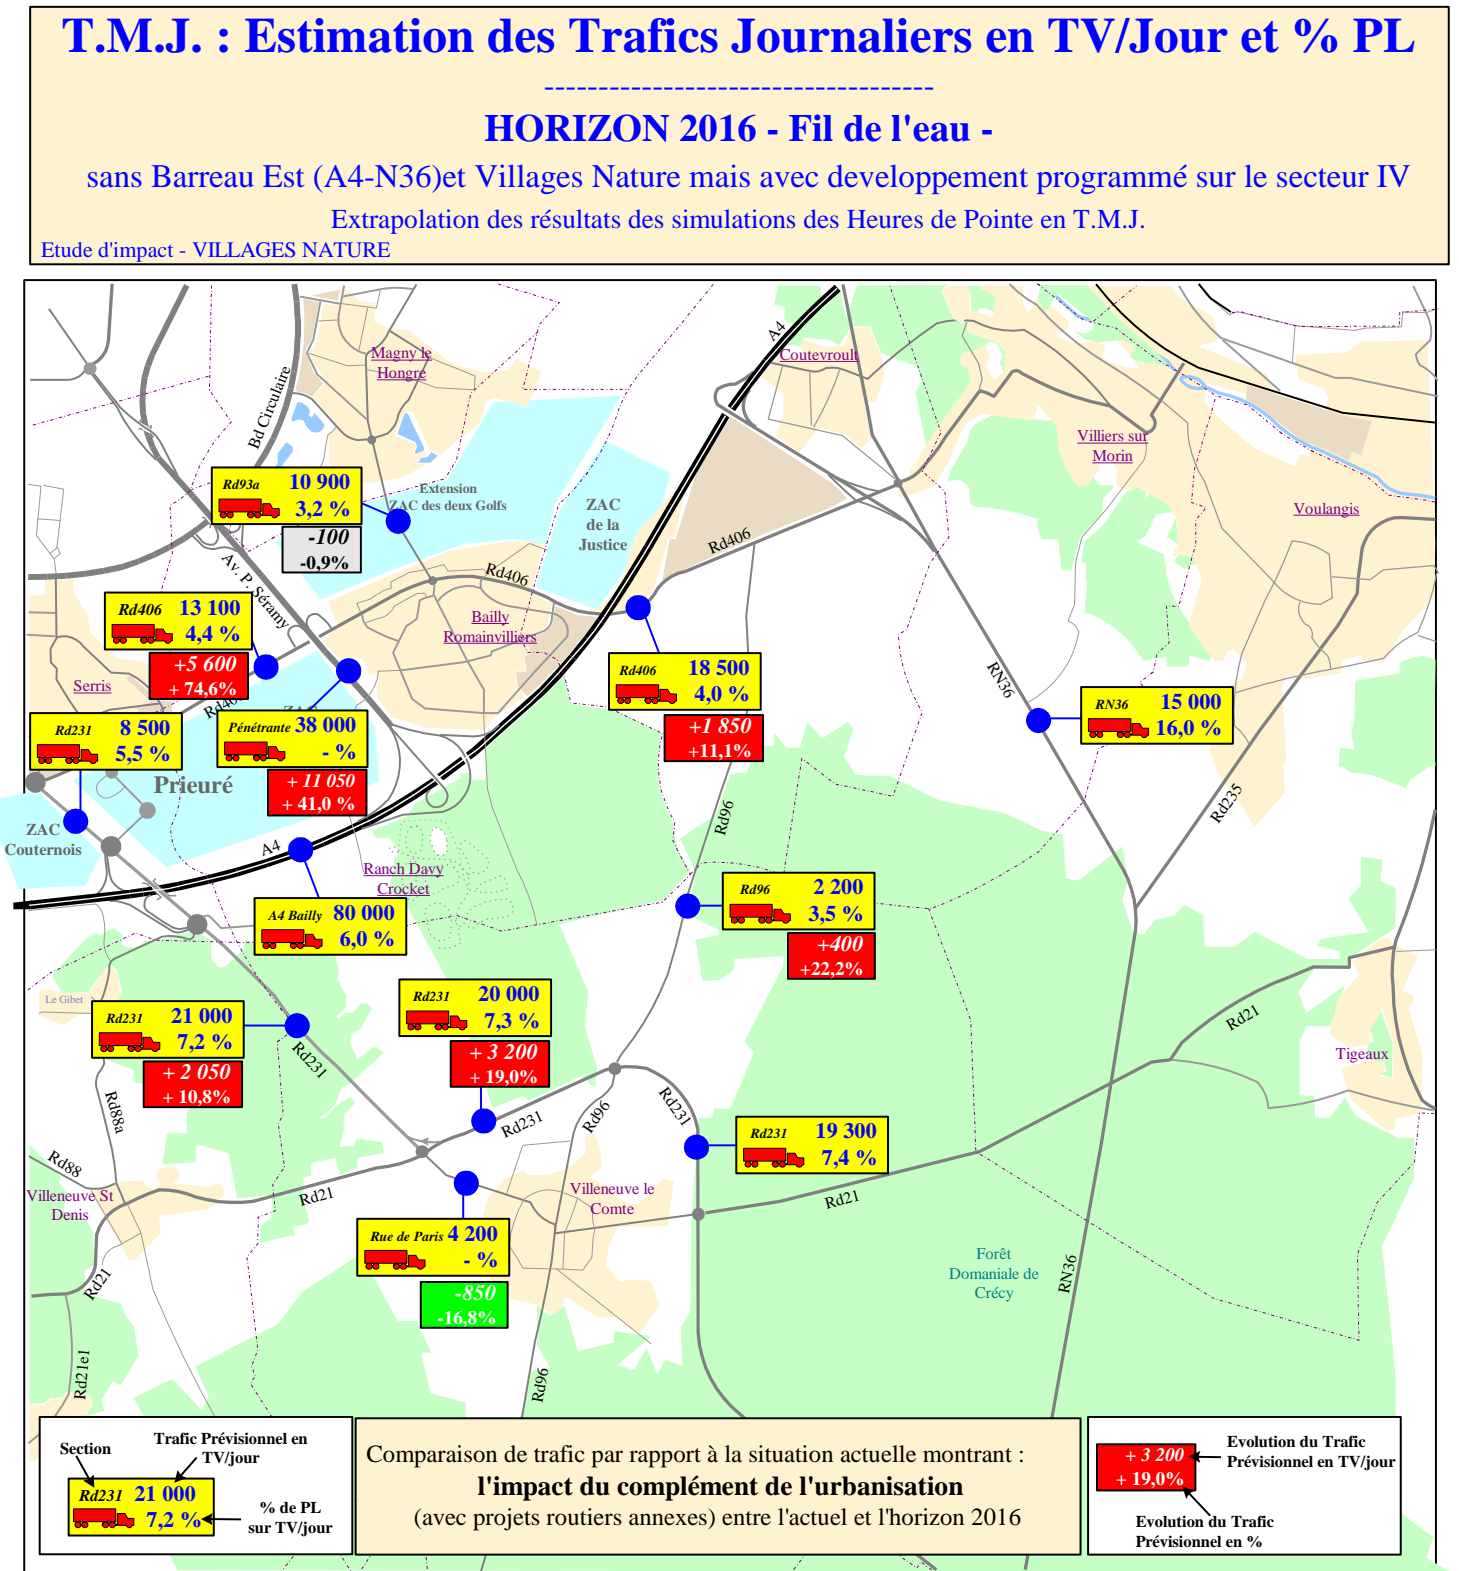 T.M.J. : Estimation des Trafics Journaliers en TV/Jour et % PL
------------------------------------
HORIZON 2016 - Fil de l'eau -
sans Barreau Est (A4-N36)et Villages Nature mais avec developpement programmé sur le secteur IV
Extrapolation des résultats des simulations des Heures de Pointe en T.M.J.
Etude d'impact - VILLAGES NATURE
A4
Coutevroult
Magny le
Hongre
Bd Circulaire
Villiers sur
Morin
Voulangis
Rd93a 10 900
3,2 %
-100
-0,9%
Extension
ZAC des deux Golfs
ZAC
de la
Justice
Rd406
Rd406
Av. P. Séramy
Bailly
Romainvilliers
Rd406 13 100
4,4 %
+5 600
+ 74,6%
Serris
Rd406 18 500
4,0 %
+1 850
+11,1%
RN36
RN36 15 000
16,0 %
Rd231 8 500
5,5 %
Pénétrante 38 000
- %
+ 11 050
+ 41,0 %
Prieuré
ZAC
Couternois
A4
Rd96
Rd235
Ranch Davy
Crocket
A4 Bailly 80 000
6,0 %
Rd96 2 200
3,5 %
+400
+22,2%
Le Gibet
Rd231 21 000
7,2 %
+ 2 050
+ 10,8%
Rd231
Rd231 20 000
7,3 %
+ 3 200
+ 19,0%
Rd21
Tigeaux
Rd88a
Rd231
Rd96
Rd231
Rd231 19 300
7,4 %
Rd88
Villeneuve St
Denis
Rd21
Villeneuve le
Comte
Rd21
Rue de Paris 4 200
- %
-850
-16,8%
Rd21
Forêt
Domaniale de
Crécy
RN36
Rd21e1
Rd96
Section
Trafic Prévisionnel en
TV/jour
Rd231 21 000
7,2 %
% de PL
sur TV/jour
Comparaison de trafic par rapport à la situation actuelle montrant :
l'impact du complément de l'urbanisation
(avec projets routiers annexes) entre l'actuel et l'horizon 2016
+ 3 200
+ 19,0%
Evolution du Trafic
Prévisionnel en TV/jour
Evolution du Trafic
Prévisionnel en %